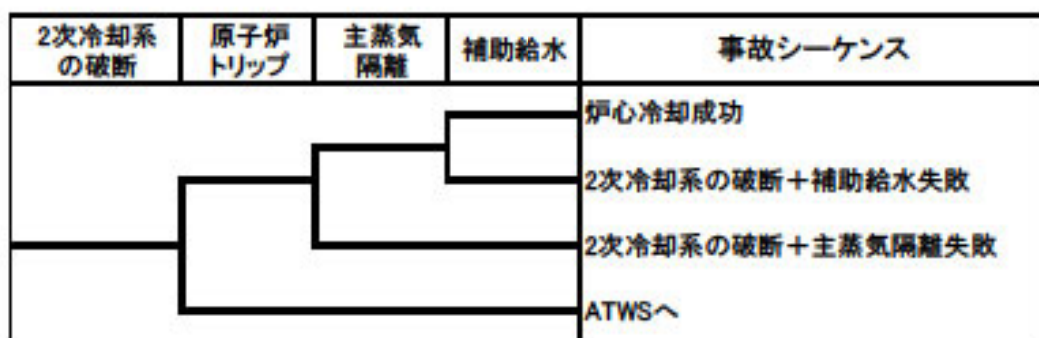 2次冷却系
の破断
原子炉
トリップ
主蒸気
隔離
補助給水
事故シーケンス
炉心冷却成功
2次冷却系の破断＋補助給水失敗
2次冷却系の破断＋主蒸気隔離失敗
ATWSへ